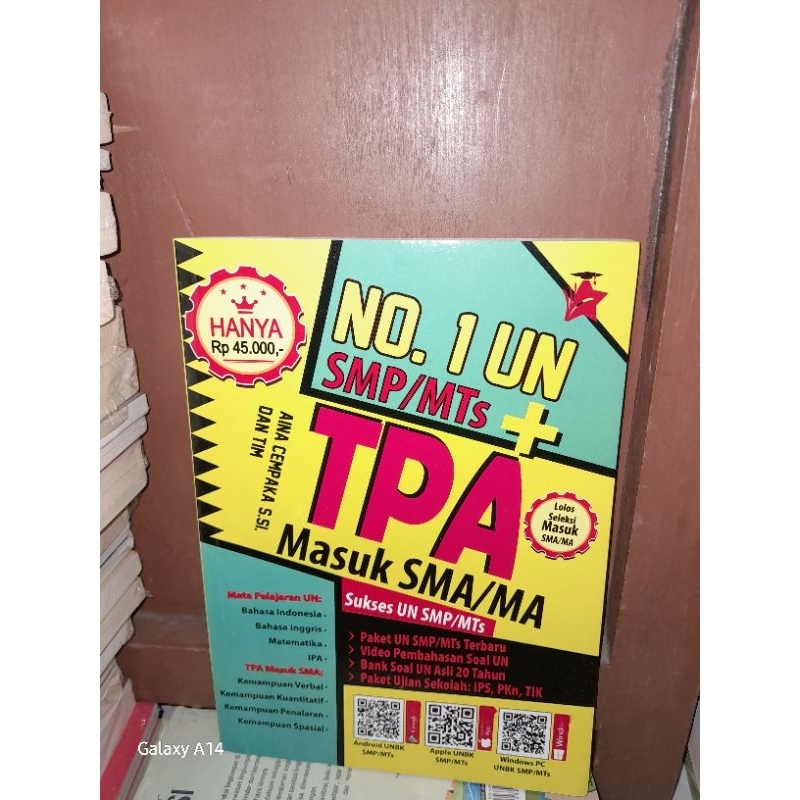 HANYA
Rp 45.000,-
NO. 1 UN
SMP/MTs
+
TPA
Masuk SMA/MA
AINA CEMPAKA S.SI.
DAN TIM
Lolos
Seleksi
Masuk
SMA/MA
Sukses UN SMP/MTs
> Paket UN SMP/MTs Terbaru
> Video Pembahasan Soal UN
> Bank Soal UN Asli 20 Tahun
> Paket Ujian Sekolah: IPS, PKn, TIK
Mata Pelajaran UN:
Bahasa Indonesia -
Bahasa Inggris -
Matematika -
IPA -
TPA Masuk SMA:
Kemampuan Verbal -
Kemampuan Kuantitatif -
Kemampuan Penalaran -
Kemampuan Spasial -
Android UNBK
SMP/MTs
Apple UNBK
SMP/MTs
Windows PC
UNBK SMP/MTs
Galaxy A14